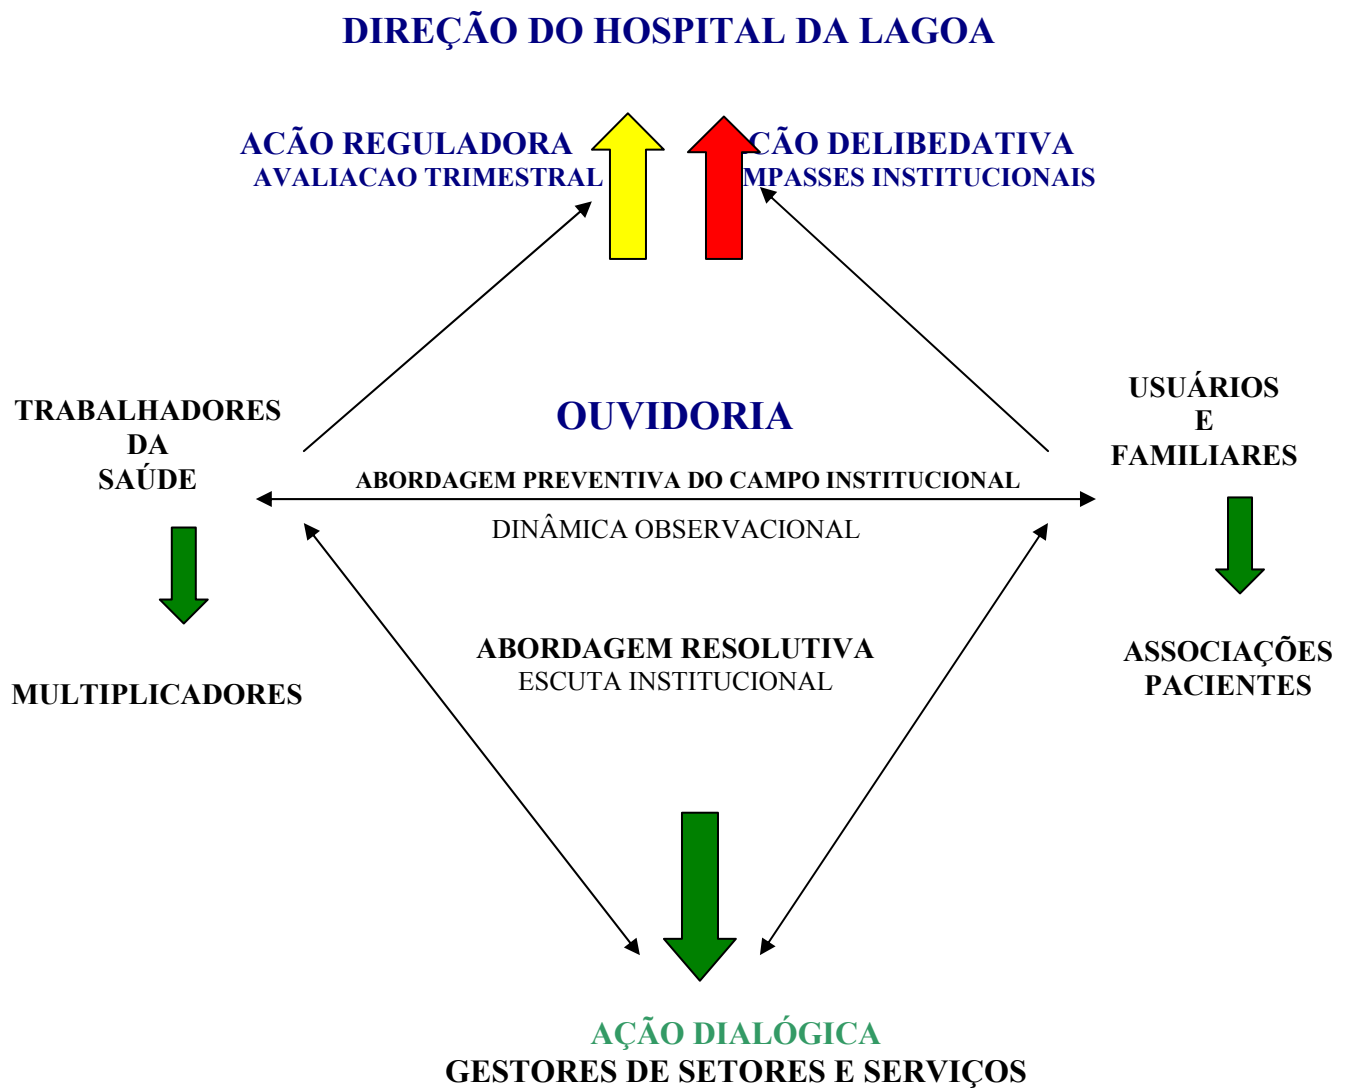 DIREÇÃO DO HOSPITAL DA LAGOA
ACÃO REGULADORA
AVALIACAO TRIMESTRAL
ÇÃO DELIBEDATIVA
MPASSES INSTITUCIONAIS
TRABALHADORES
DA
SAÚDE
OUVIDORIA
USUÁRIOS
E
FAMILIARES
ABORDAGEM PREVENTIVA DO CAMPO INSTITUCIONAL
DINÂMICA OBSERVACIONAL
ABORDAGEM RESOLUTIVA
ESCUTA INSTITUCIONAL
MULTIPLICADORES
ASSOCIAÇÕES
PACIENTES
AÇÃO DIALÓGICA
GESTORES DE SETORES E SERVIÇOS